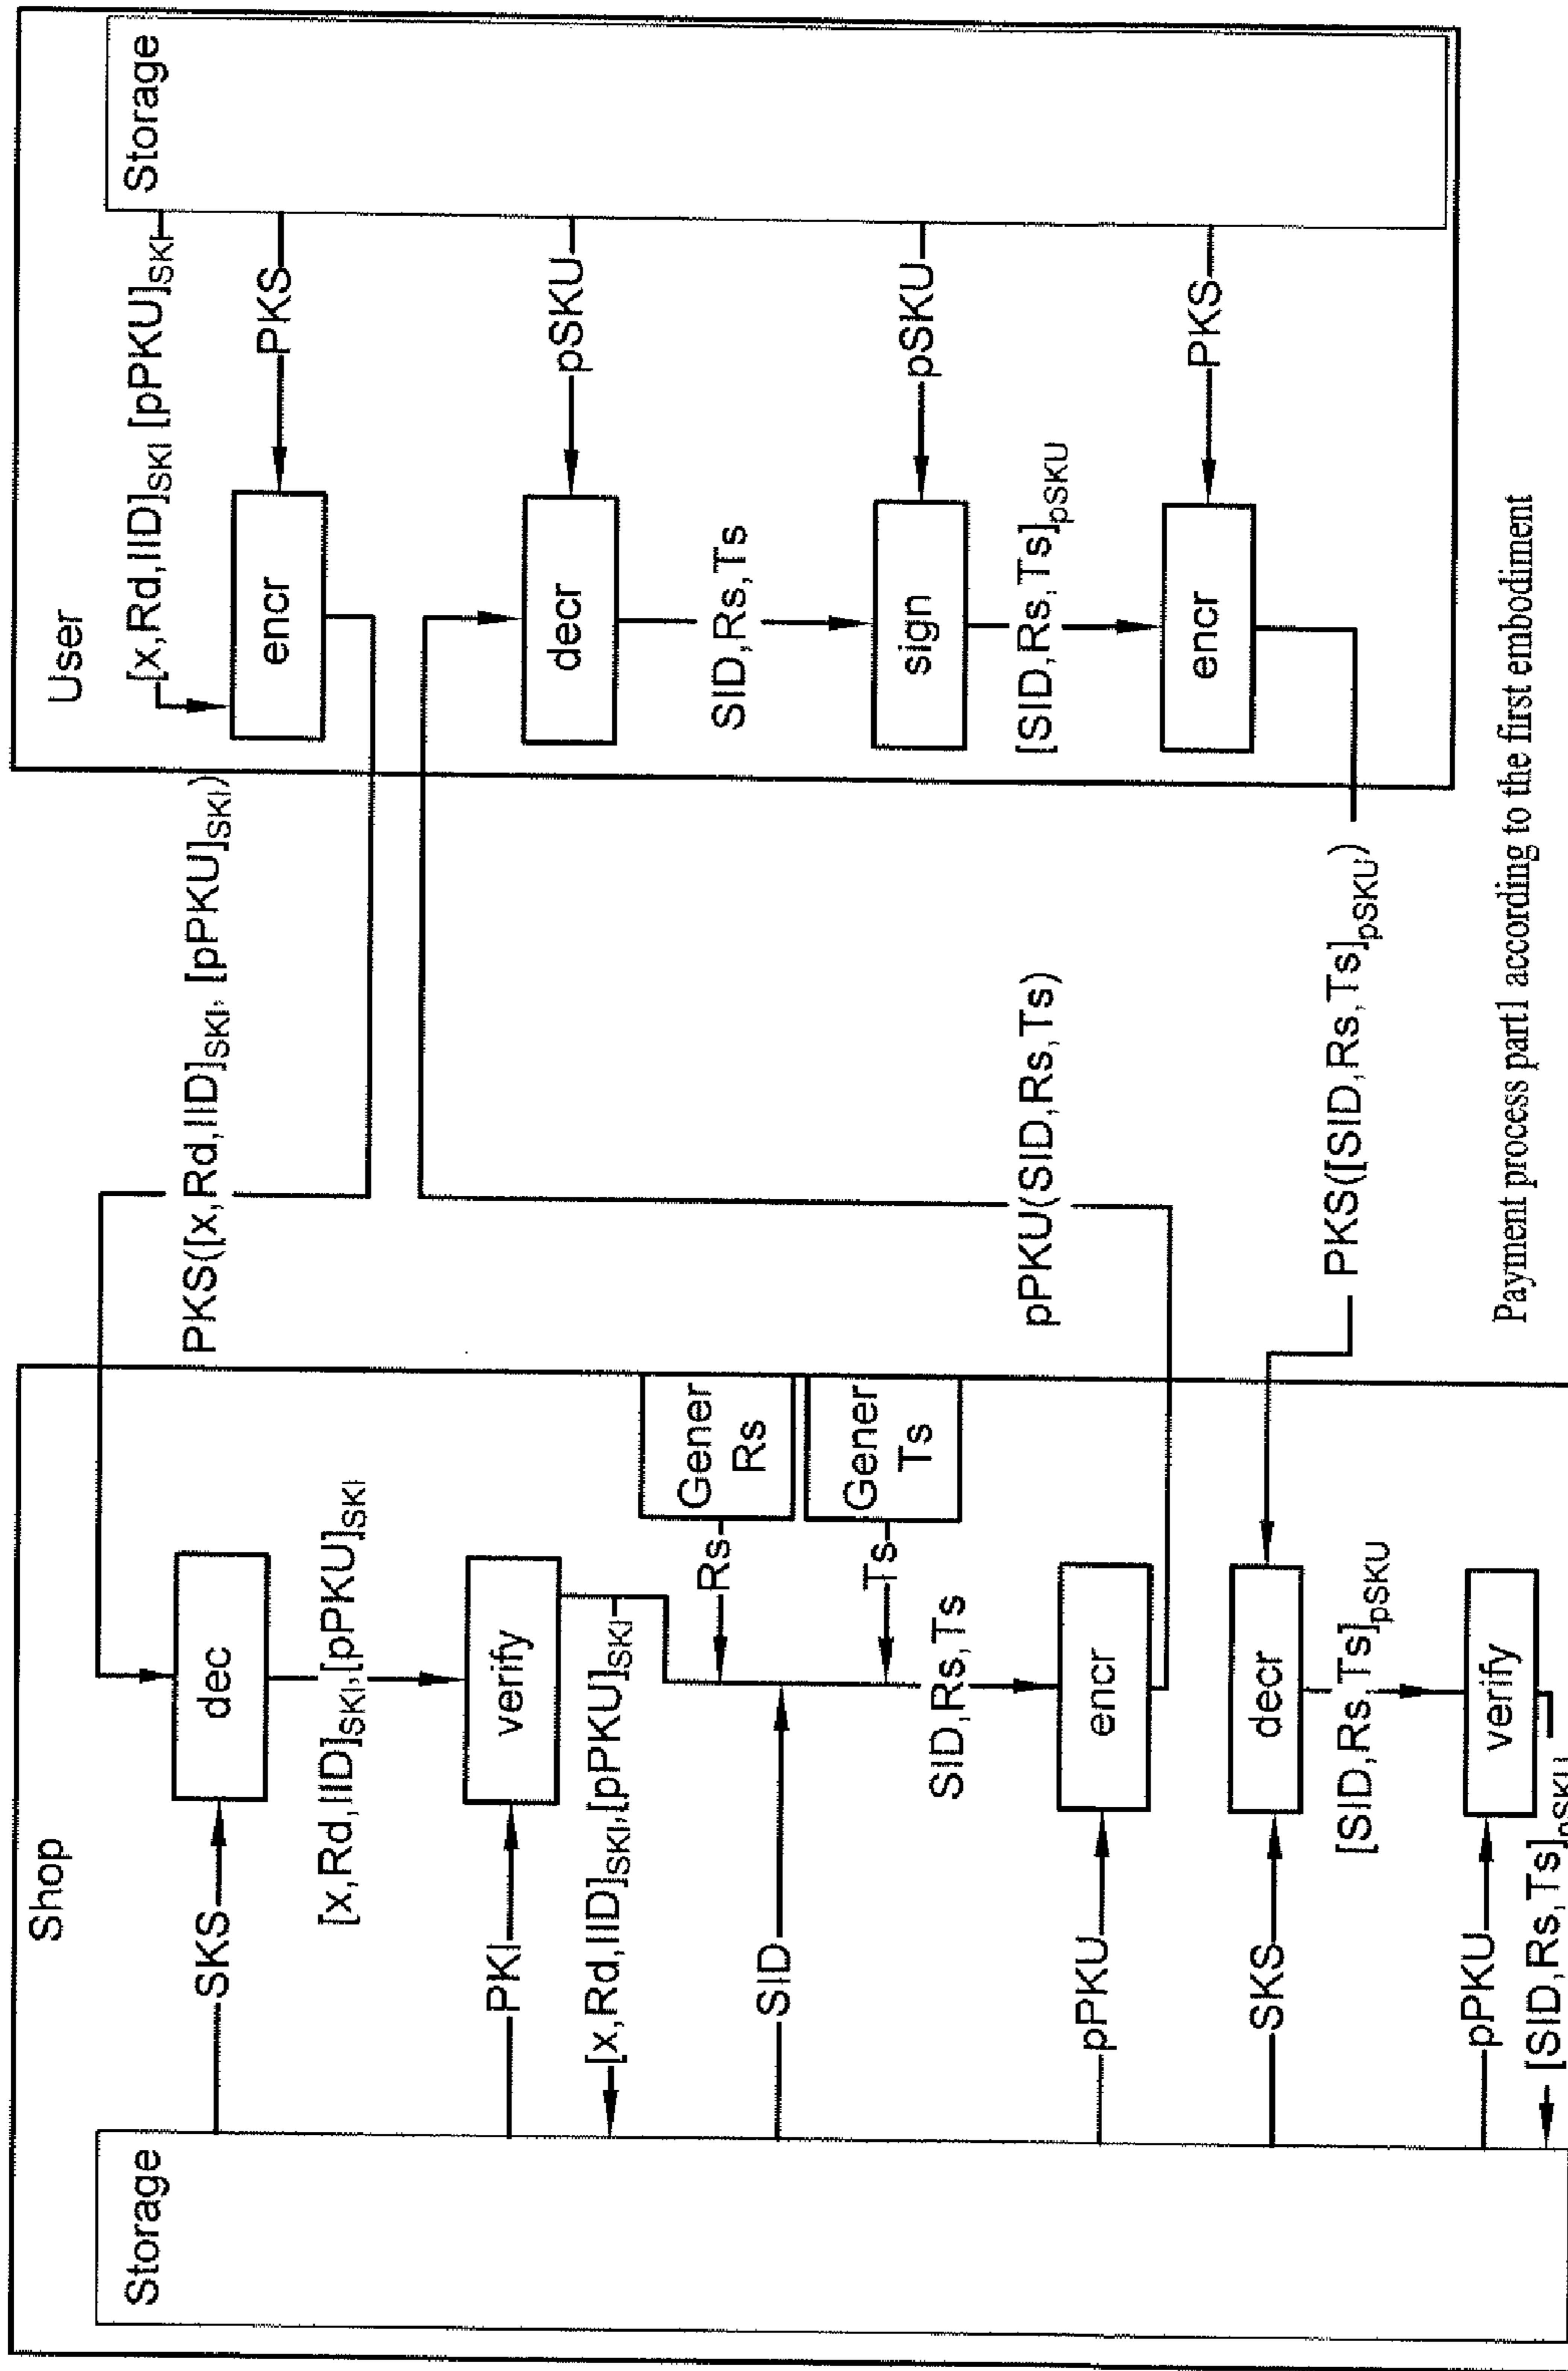 Shop
Storage
SKS
dec
[x,Rd,IID]SKI,[pPKU]SKI
PKI
verify
[x,Rd,IID]SKI,[pPKU]SKI
Gener
Rs
Rs
SID
Gener
Ts
Ts
SID,Rs,Ts
pPKU
encr
SKS
decr
[SID,Rs,Ts]pSKU
pPKU
verify
[SID,Rs,Ts]pSKU
PKS([x,Rd,IID]SKI, [pPKU]SKI)
pPKU(SID,Rs,Ts)
PKS([SID,Rs,Ts]pSKU)
User
Storage
[x,Rd,IID]SKI [pPKU]SKI
PKS
encr
pSKU
decr
SID,Rs,Ts
pSKU
sign
[SID,Rs,Ts]pSKU
PKS
encr
Payment process part1 according to the first embodiment